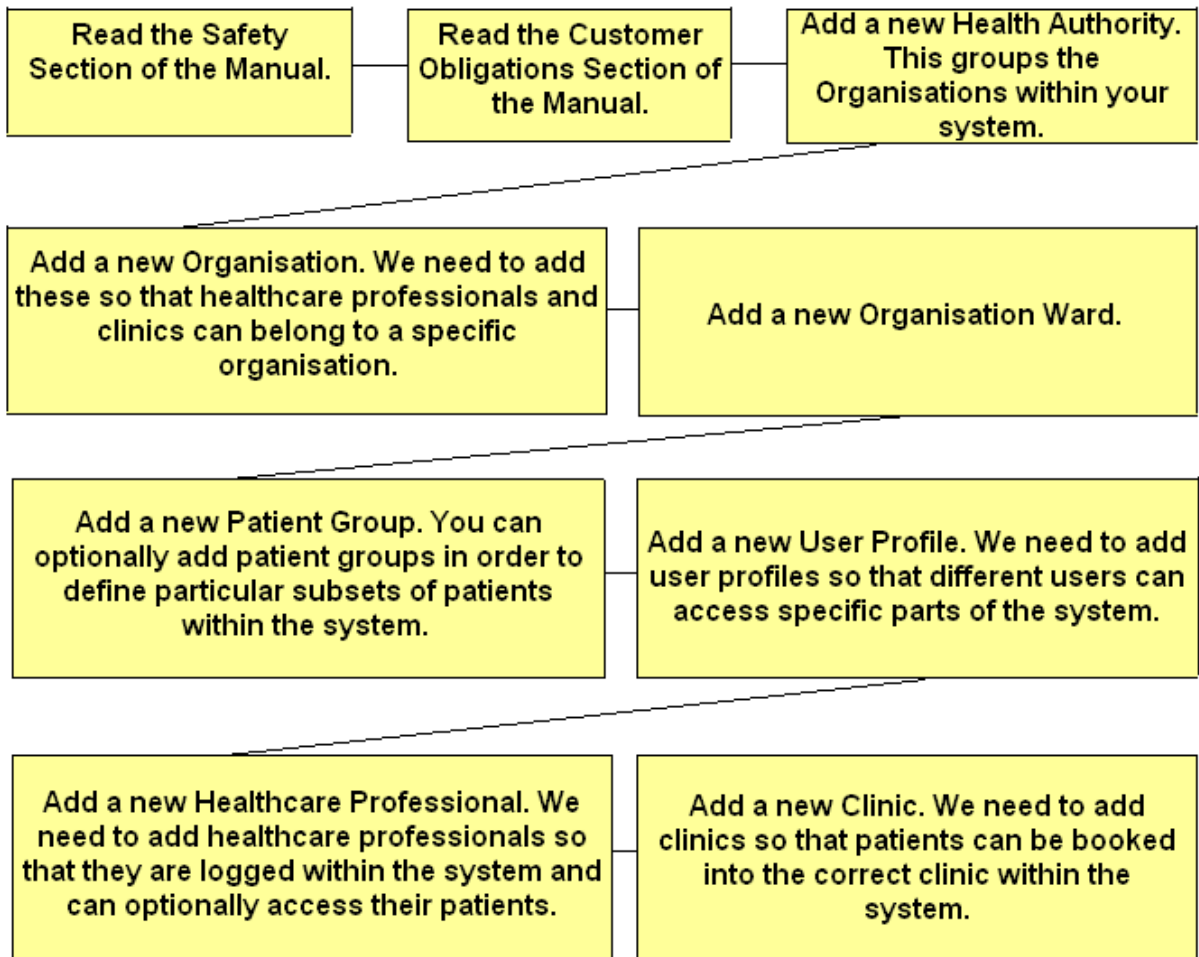 Read the Safety
Section of the Manual.
Read the Customer
Obligations Section of
the Manual.
Add a new Health Authority.
This groups the
Organisations within your
system.
Add a new Organisation. We need to add
these so that healthcare professionals and
clinics can belong to a specific
organisation.
Add a new Organisation Ward.
Add a new Patient Group. You can
optionally add patient groups in order to
define particular subsets of patients
within the system.
Add a new User Profile. We need to add
user profiles so that different users can
access specific parts of the system.
Add a new Healthcare Professional. We
need to add healthcare professionals so
that they are logged within the system and
can optionally access their patients.
Add a new Clinic. We need to add
clinics so that patients can be booked
into the correct clinic within the
system.